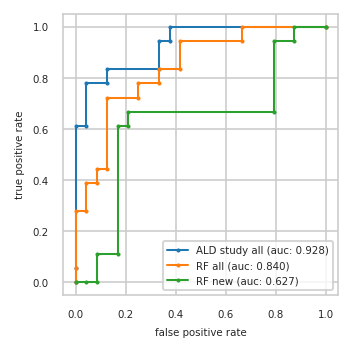 true positive rate
1.0
0.8
0.6
0.4
0.2
0.0
ALD study all (auc: 0.928)
RF all (auc: 0.840)
RF new (auc: 0.627)
0.0 0.2 0.4 0.6 0.8 1.0
false positive rate